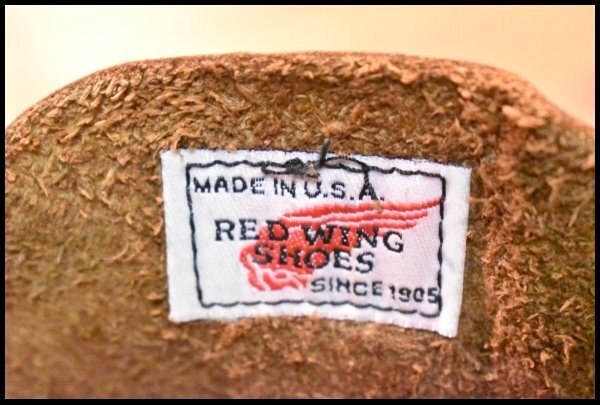 MADE IN U.S.A.
RED WING
SHOES
SINCE 1905